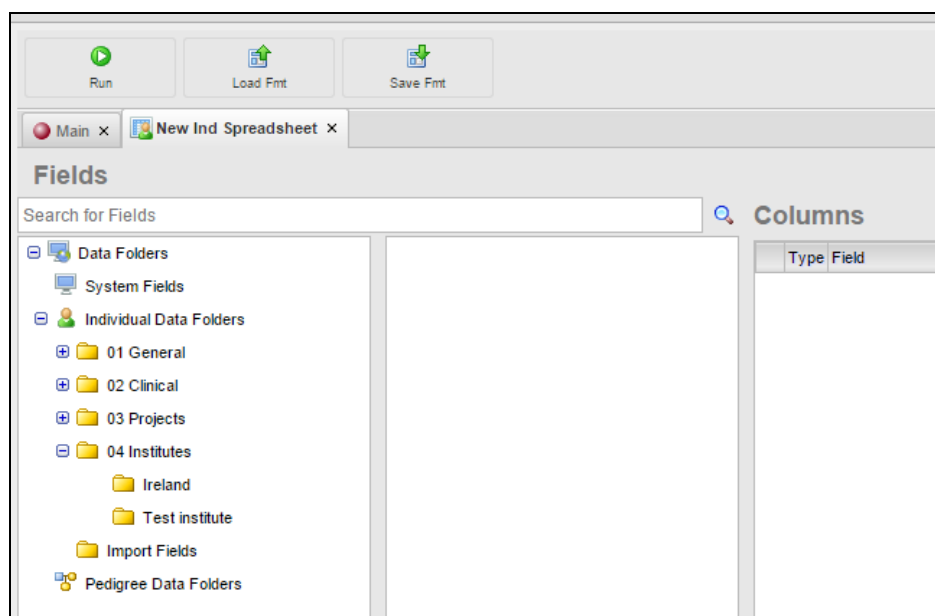 Run
Load Fmt
Save Fmt
Main
New Ind Spreadsheet
Fields
Search for Fields
Columns
Type Field
Data Folders
System Fields
Individual Data Folders
01 General
02 Clinical
03 Projects
04 Institutes
Ireland
Test institute
Import Fields
Pedigree Data Folders